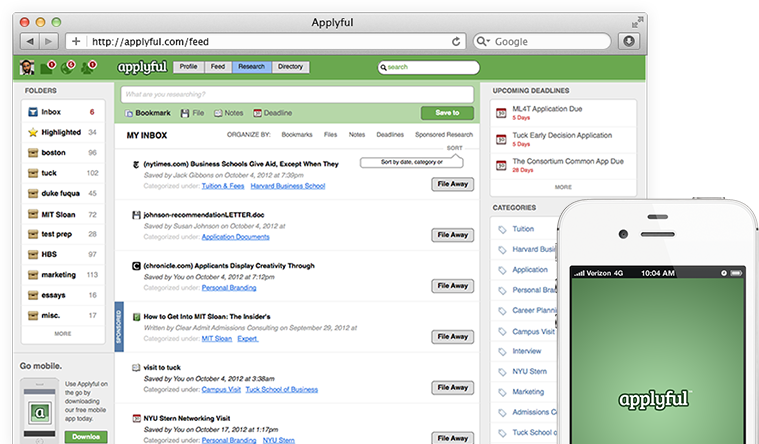 Applyful
http://applyful.com/feed
Google
1
5
1
applyful
Profile
Feed
Research
Directory
search
FOLDERS
Inbox 6
Highlighted 34
boston 96
tuck 102
duke fuqua 45
MIT Sloan 72
test prep 28
HBS 97
marketing 113
essays 16
misc. 17
MORE
Go mobile.
a
Use Applyful on
the go by
downloading
our free mobile
app today.
Downloa
What are you researching?
Bookmark
File
Notes
Deadline
Save to
MY INBOX
ORGANIZE BY:
Bookmarks
Files
Notes
Deadlines
Sponsored Research
SORT
Sort by date, category or
(nytimes.com) Business Schools Give Aid, Except When They
Saved by Jack Gibbons on October 4, 2012 at 7:39pm
Categorized under: Tuition & Fees Harvard Business School
File Away
johnson-recommendationLETTER.doc
Saved by Susan Johnson on October 4, 2012 at
Categorized under: Application Documents
File Away
C (chronicle.com) Applicants Display Creativity Through
Saved by You on October 4, 2012 at 7:12pm
Categorized under: Personal Branding
File Away
SPONSORED
How to Get Into MIT Sloan: The Insider's
Written by Clear Admit Admissions Consulting on September 29, 2012 at
Categorized under: MIT Sloan Expert
File Away
visit to tuck
Saved by You on October 4, 2012 at 3:38am
Categorized under: Campus Visit Tuck School of Business
File Away
NYU Stern Networking Visit
Saved by You on October 2, 2012 at 1:17pm
Categorized under: Personal Branding NYU Stern
File Away
UPCOMING DEADLINES
ML4T Application Due
5 Days
Tuck Early Decision Application
5 Days
The Consortium Common App Due
28 Days
MORE
CATEGORIES
Tuition
Harvard Busin
Application
Personal Bra
Career Planni
Campus Visit
Interview
NYU Stern
Marketing
Admissions C
Tuck School o
Verizon 4G
10:04 AM
applyful